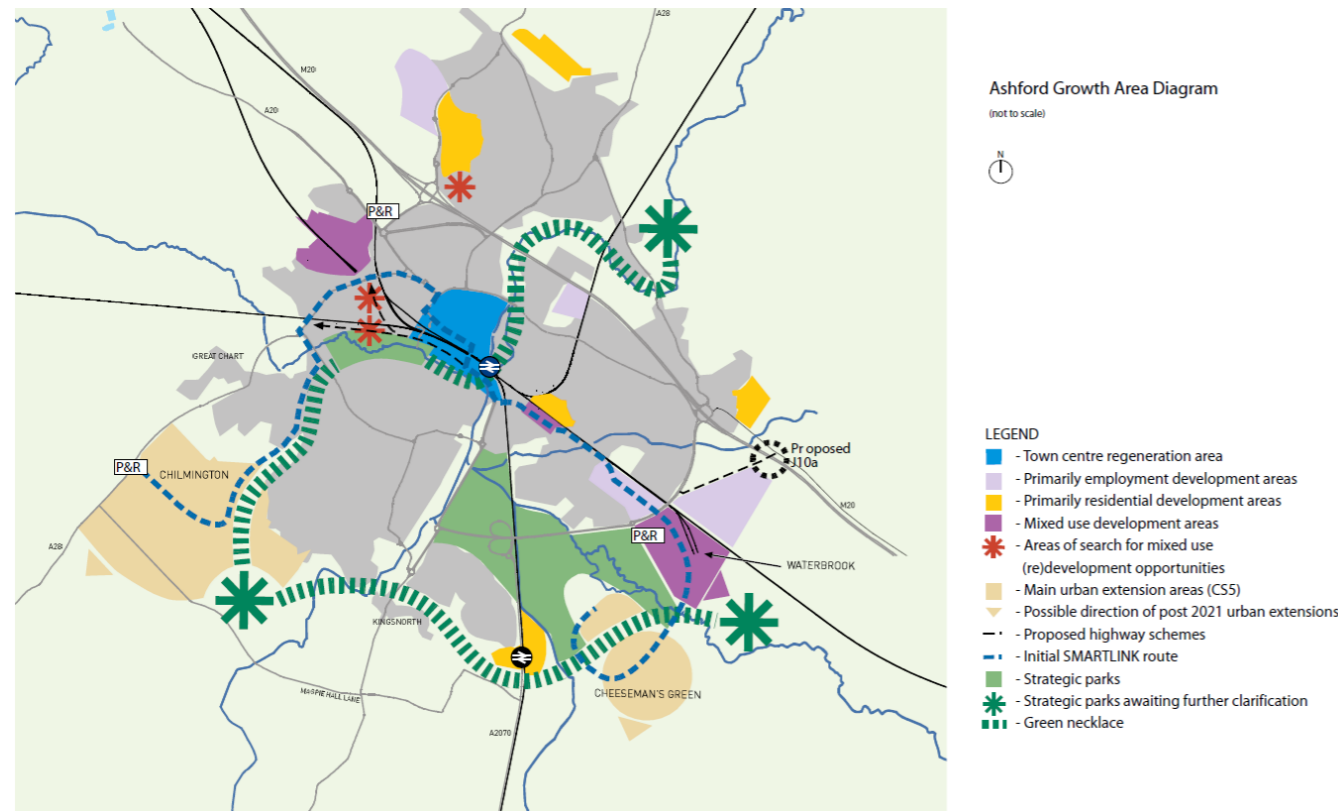 A28
M20
A20
P&R
GREAT CHART
P&R
CHILMINGTON
A28
KINGSNORTH
MAGPIE HALL LANE
A2070
CHEESEMAN'S GREEN
P&R
WATERBROOK
M20
Pr oposed
J10a
Ashford Growth Area Diagram
(not to scale)
N
LEGEND
- Town centre regeneration area
- Primarily employment development areas
- Primarily residential development areas
- Mixed use development areas
- Areas of search for mixed use
(re)development opportunities
- Main urban extension areas (CS5)
- Possible direction of post 2021 urban extensions
- Proposed highway schemes
- Initial SMARTLINK route
- Strategic parks
- Strategic parks awaiting further clarification
- Green necklace